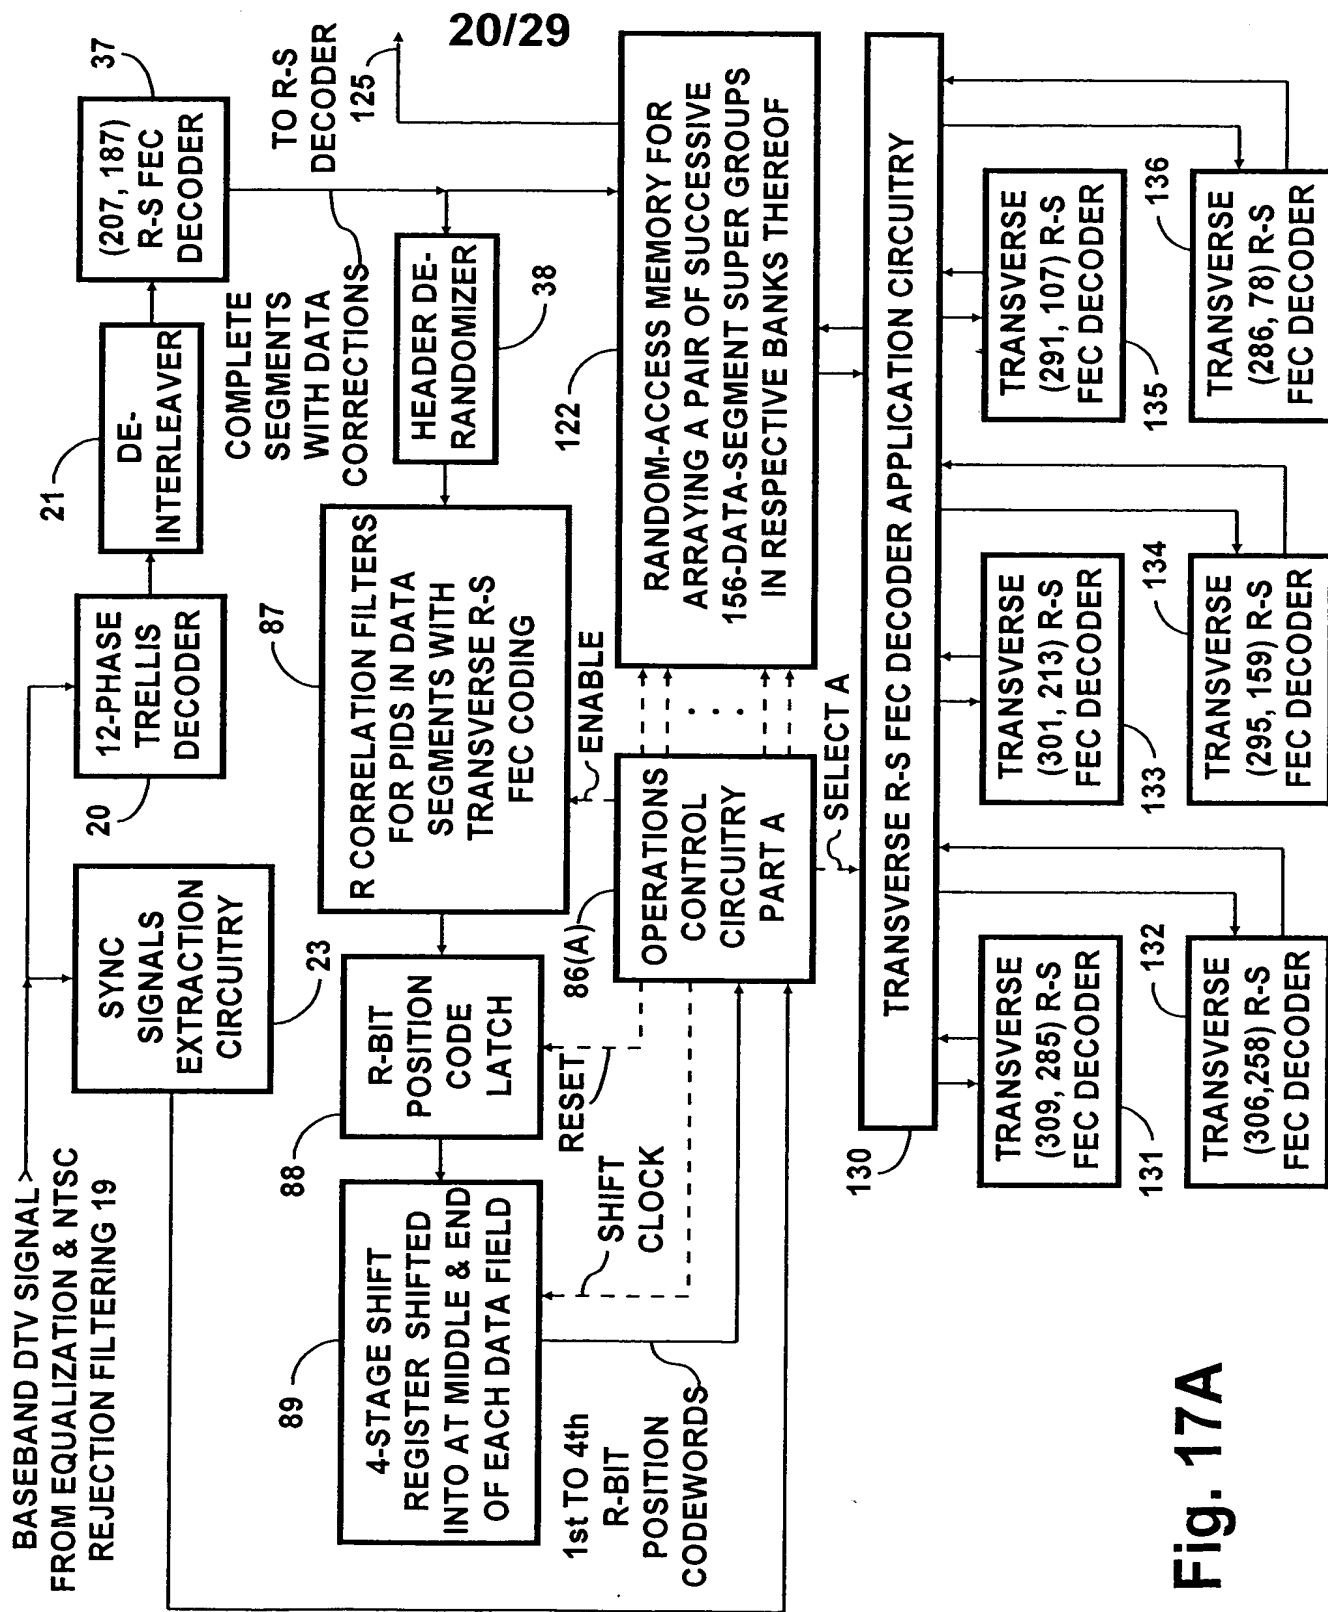 20/29
BASEBAND DTV SIGNAL >
FROM EQUALIZATION & NTSC
REJECTION FILTERING 19
SYNC
SIGNALS
EXTRACTION
CIRCUITRY
23
12-PHASE
TRELLIS
DECODER
20
DE-
INTERLEAVER
21
(207, 187)
R-S FEC
DECODER
37
TO R-S
DECODER
125
COMPLETE
SEGMENTS
WITH DATA
CORRECTIONS
HEADER DE-
RANDOMIZER
38
R CORRELATION FILTERS
FOR PIDS IN DATA
SEGMENTS WITH
TRANSVERSE R-S
FEC CODING
87
R-BIT
POSITION
CODE
LATCH
88
4-STAGE SHIFT
REGISTER SHIFTED
INTO AT MIDDLE & END
OF EACH DATA FIELD
89
1st TO 4th
R-BIT
POSITION
CODEWORDS
SHIFT
CLOCK
RESET
ENABLE
OPERATIONS
CONTROL
CIRCUITRY
PART A
86(A)
SELECT A
RANDOM-ACCESS MEMORY FOR
ARRAYING A PAIR OF SUCCESSIVE
156-DATA-SEGMENT SUPER GROUPS
IN RESPECTIVE BANKS THEREOF
122
TRANSVERSE R-S FEC DECODER APPLICATION CIRCUITRY
130
TRANSVERSE
(309, 285) R-S
FEC DECODER
131
TRANSVERSE
(306,258) R-S
FEC DECODER
132
TRANSVERSE
(301, 213) R-S
FEC DECODER
133
TRANSVERSE
(295, 159) R-S
FEC DECODER
134
TRANSVERSE
(291, 107) R-S
FEC DECODER
135
TRANSVERSE
(286, 78) R-S
FEC DECODER
136
Fig. 17A